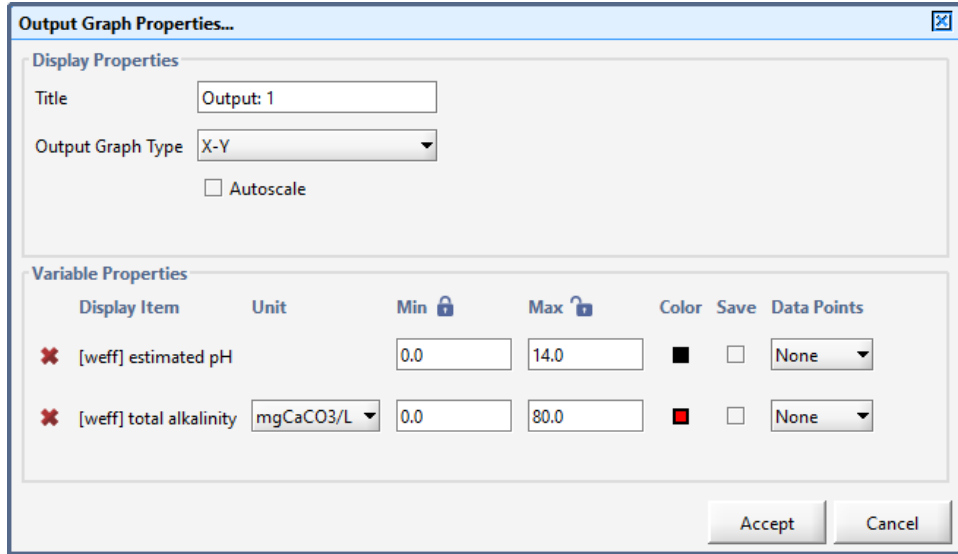 Output Graph Properties...
Display Properties
Title Output: 1
Output Graph Type X-Y
Autoscale
Variable Properties
Display Item Unit Min Max Color Save Data Points
[weff] estimated pH 0.0 14.0 None
[weff] total alkalinity mgCaCO3/L 0.0 80.0 None
Accept Cancel